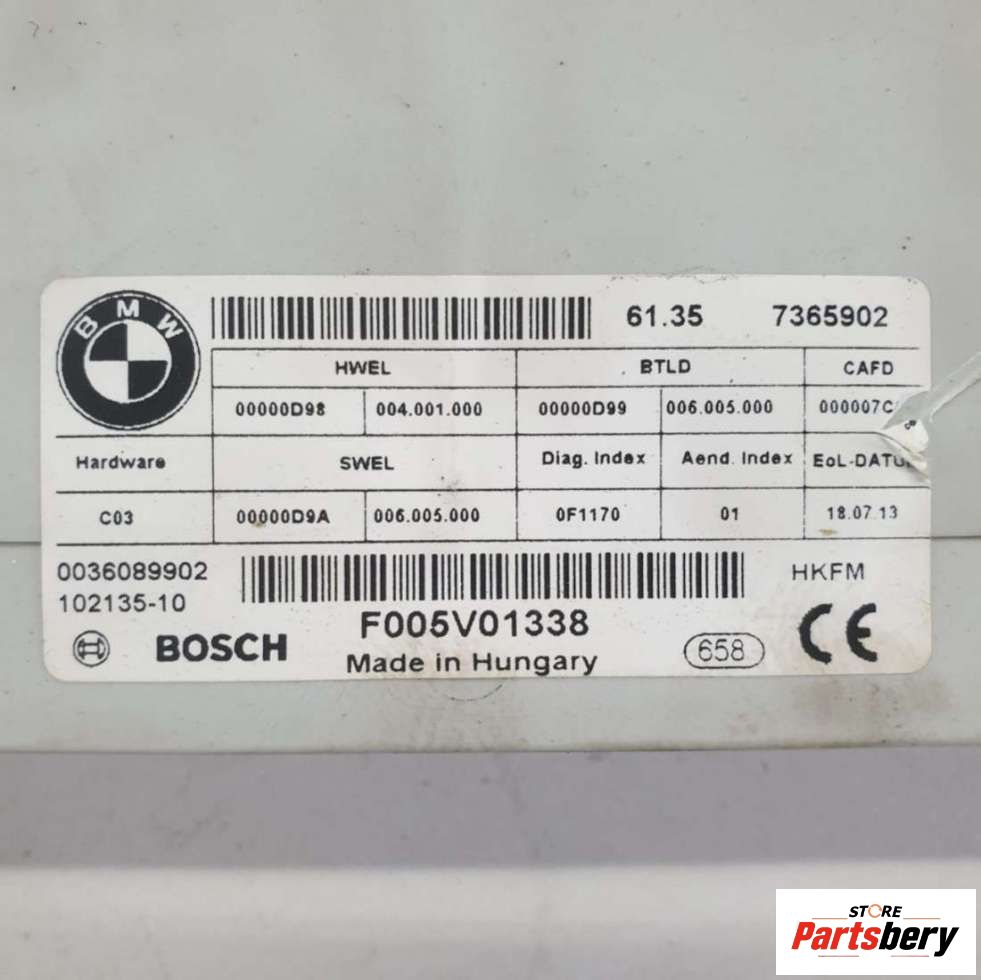 BMW
61.35 7365902
HWEL BTLD CAFD
00000D98 004.001.000 00000D99 006.005.000
Hardware SWEL Diag. Index Aend. Index
C03 00000D9A 006.005.000 0F1170 01 18.07.13
0036089902 HKFM
102135-10
BOSCH F005V01338 658 CE
Made in Hungary
STORE
Partsbery